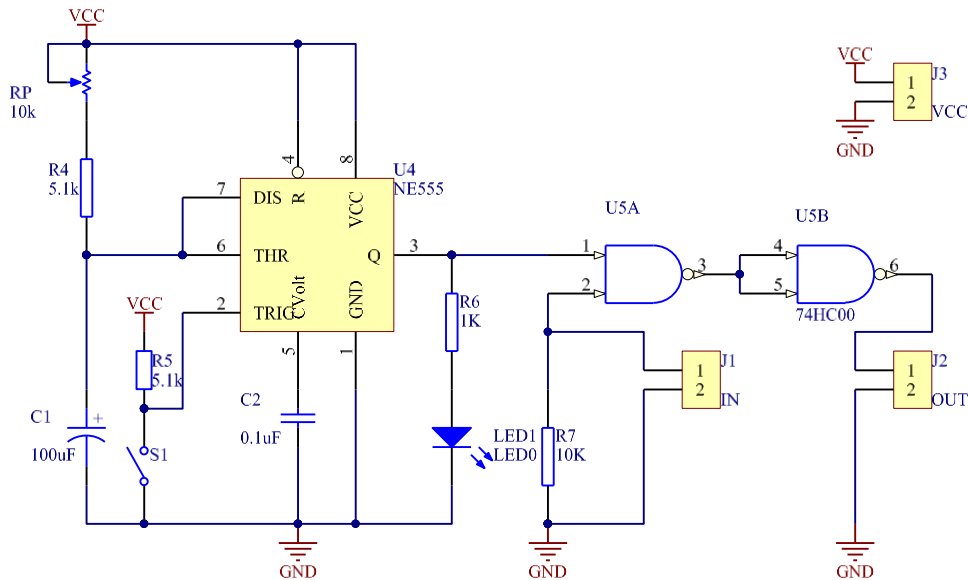 VCC
RP
10k
R4
5.1k
VCC
R5
5.1k
C1
+
100uF
S1
4
8
U4
NE555
7
DIS
R
VCC
6
THR
Q
3
2
TRIG
CVolt
GND
5
1
C2
0.1uF
GND
R6
1K
LED1
LED0
R7
10K
GND
U5A
1
2
3
U5B
4
5
6
74HC00
J1
1
2
IN
J2
1
2
OUT
GND
VCC
J3
1
2
VCC
GND